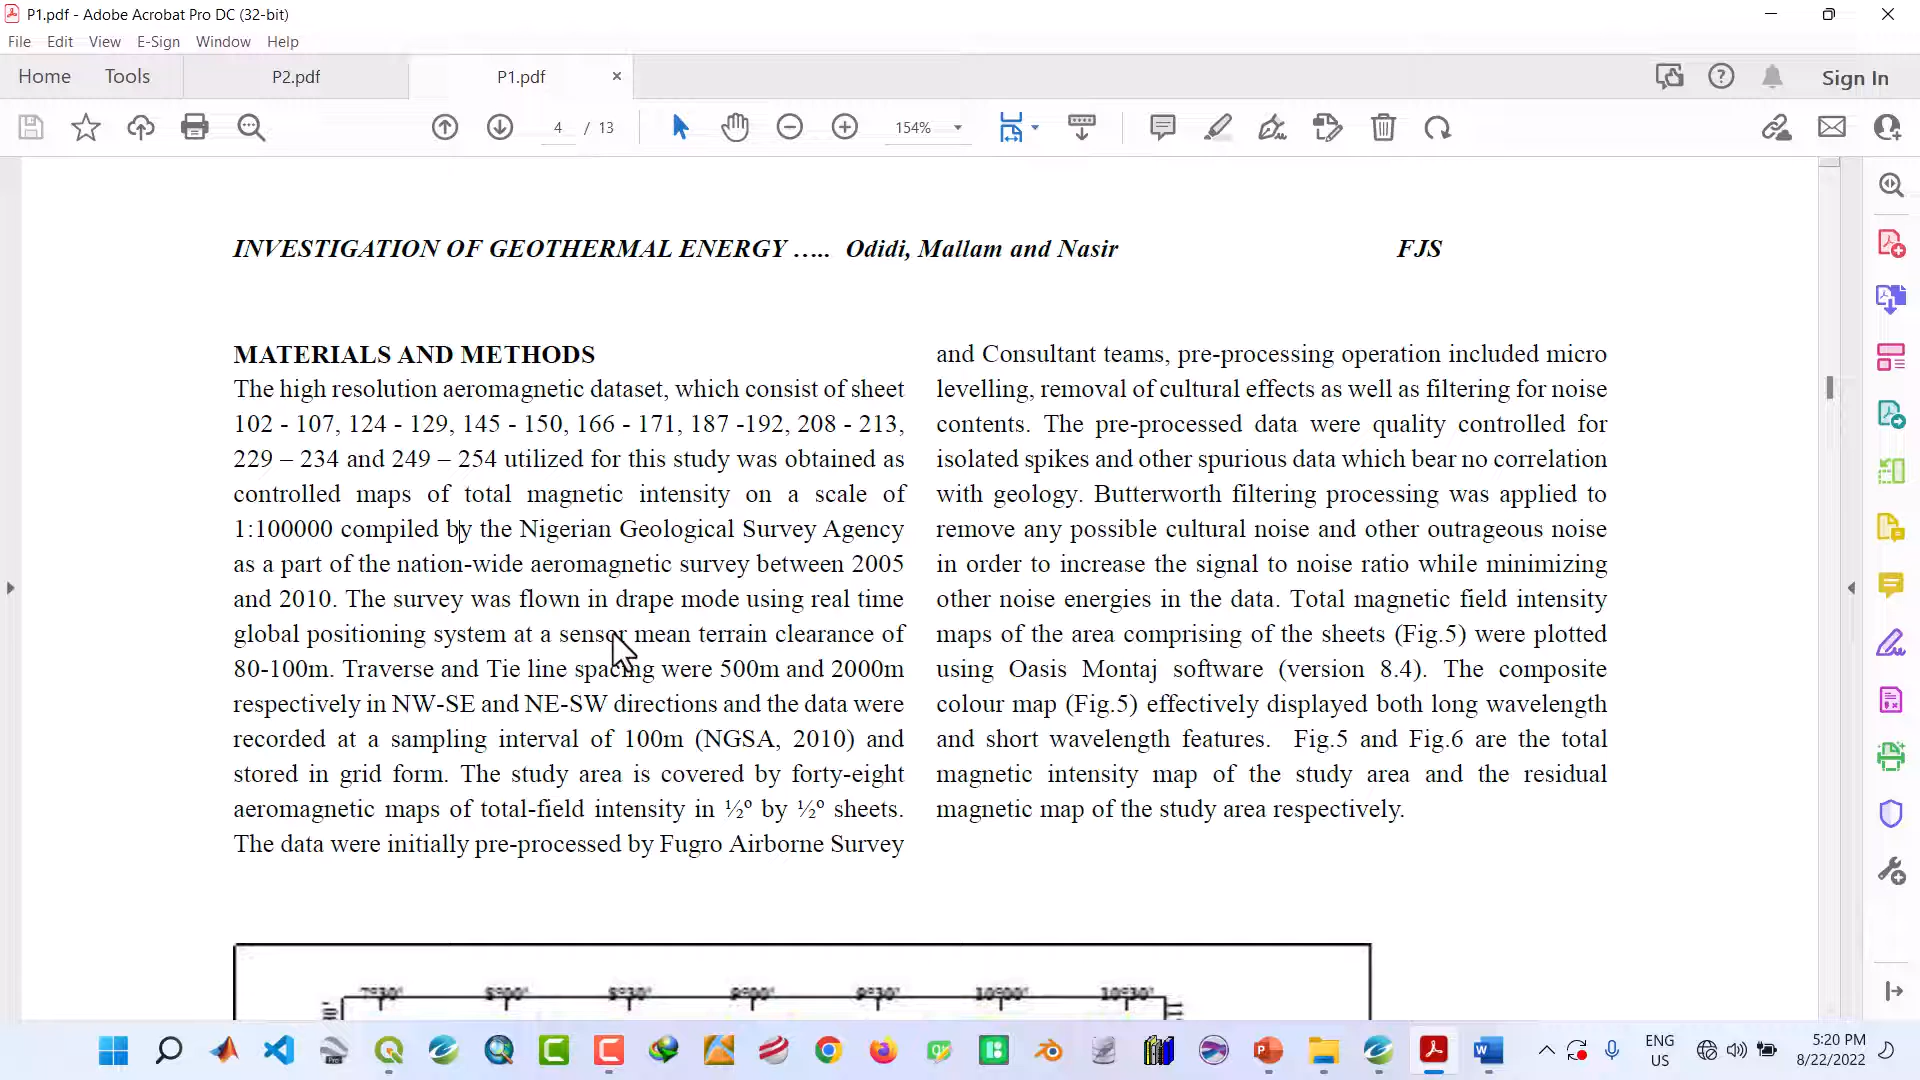 P1.pdf - Adobe Acrobat Pro DC (32-bit)
File Edit View E-Sign Window Help
Home Tools P2.pdf P1.pdf Sign In
4 / 13 154%
INVESTIGATION OF GEOTHERMAL ENERGY ….. Odidi, Mallam and Nasir FJS
MATERIALS AND METHODS
The high resolution aeromagnetic dataset, which consist of sheet
102 - 107, 124 - 129, 145 - 150, 166 - 171, 187 -192, 208 - 213,
229 – 234 and 249 – 254 utilized for this study was obtained as
controlled maps of total magnetic intensity on a scale of
1:100000 compiled by the Nigerian Geological Survey Agency
as a part of the nation-wide aeromagnetic survey between 2005
and 2010. The survey was flown in drape mode using real time
global positioning system at a sensor mean terrain clearance of
80-100m. Traverse and Tie line spacing were 500m and 2000m
respectively in NW-SE and NE-SW directions and the data were
recorded at a sampling interval of 100m (NGSA, 2010) and
stored in grid form. The study area is covered by forty-eight
aeromagnetic maps of total-field intensity in ½º by ½º sheets.
The data were initially pre-processed by Fugro Airborne Survey
and Consultant teams, pre-processing operation included micro
levelling, removal of cultural effects as well as filtering for noise
contents. The pre-processed data were quality controlled for
isolated spikes and other spurious data which bear no correlation
with geology. Butterworth filtering processing was applied to
remove any possible cultural noise and other outrageous noise
in order to increase the signal to noise ratio while minimizing
other noise energies in the data. Total magnetic field intensity
maps of the area comprising of the sheets (Fig.5) were plotted
using Oasis Montaj software (version 8.4). The composite
colour map (Fig.5) effectively displayed both long wavelength
and short wavelength features. Fig.5 and Fig.6 are the total
magnetic intensity map of the study area and the residual
magnetic map of the study area respectively.
7º30' 8º00' 8º30' 9º00' 9º30' 10º00' 10º30'
ENG
US
5:20 PM
8/22/2022